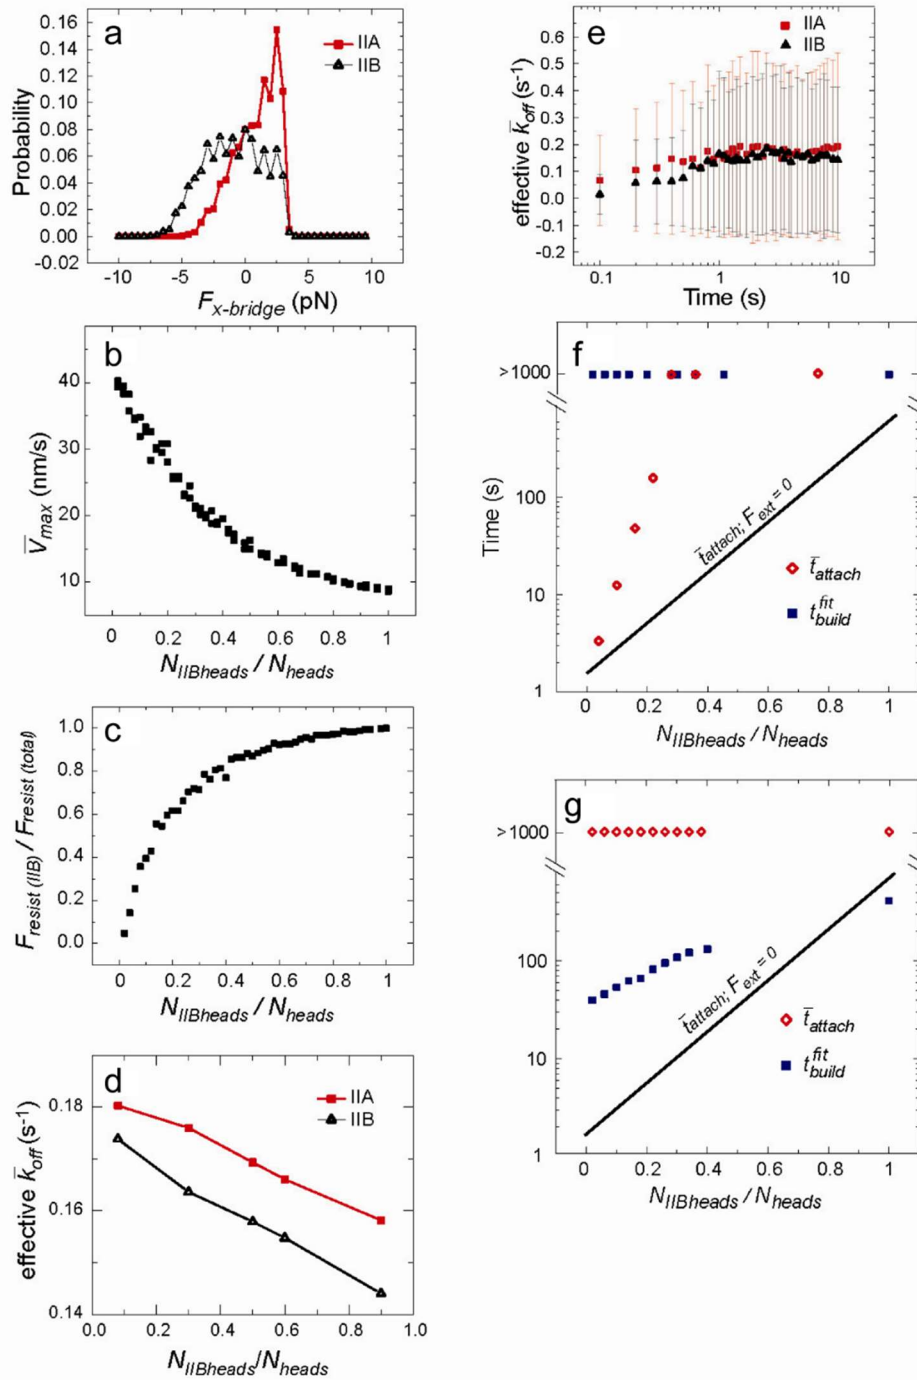 a
IIA
IIB
0.16
0.14
0.12
0.10
0.08
0.06
0.04
0.02
0.00
-0.02
Probability
-10 -5 0 5 10
F x-bridge (pN)
b
40
30
20
10
V̅max (nm/s)
0 0.2 0.4 0.6 0.8 1
NIIBheads / Nheads
c
1.0
0.8
0.6
0.4
0.2
0.0
Fresist (IIB) / Fresist (total)
0 0.2 0.4 0.6 0.8 1
NIIBheads / Nheads
d
IIA
IIB
0.18
0.16
0.14
effective k̅off (s-1)
0.0 0.2 0.4 0.6 0.8 1.0
NIIBheads/Nheads
e
IIA
IIB
0.6
0.5
0.4
0.3
0.2
0.1
0.0
-0.1
-0.2
effective k̅off (s-1)
0.1 1 10
Time (s)
f
>1000
100
10
1
Time (s)
t̅attach; Fext = 0
t̅attach
t fit build
0 0.2 0.4 0.6 0.8 1
NIIBheads / Nheads
g
>1000
100
10
1
t̅attach; Fext = 0
t̅attach
t fit build
0 0.2 0.4 0.6 0.8 1
NIIBheads / Nheads